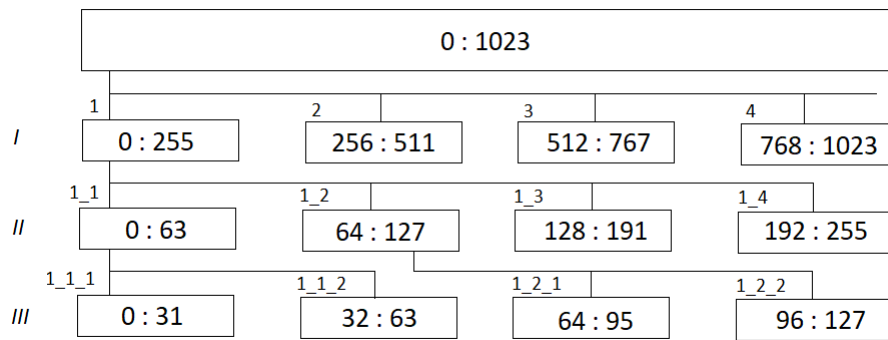 0 : 1023
1 2 3 4
I 0 : 255 256 : 511 512 : 767 768 : 1023
1_1 1_2 1_3 1_4
II 0 : 63 64 : 127 128 : 191 192 : 255
1_1_1 1_1_2 1_2_1 1_2_2
III 0 : 31 32 : 63 64 : 95 96 : 127